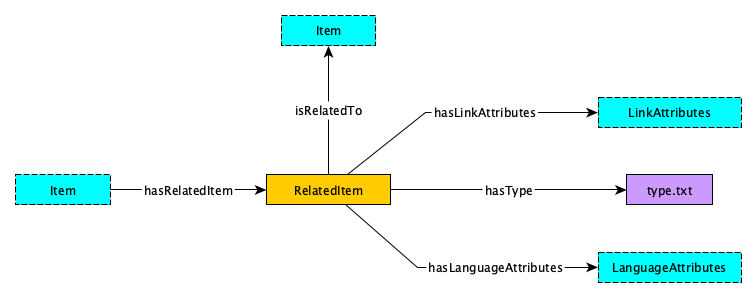 Item
isRelatedTo
hasLinkAttributes
LinkAttributes
Item
hasRelatedItem
RelatedItem
hasType
type.txt
hasLanguageAttributes
LanguageAttributes